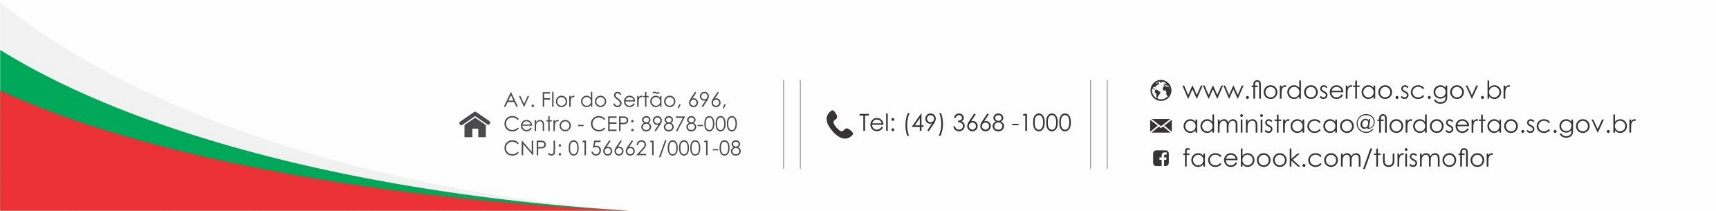 Av. Flor do Sertão, 696,
Centro - CEP: 89878-000
CNPJ: 01566621/0001-08
Tel: (49) 3668 -1000
www.flordosertao.sc.gov.br
administracao@flordosertao.sc.gov.br
facebook.com/turismoflor